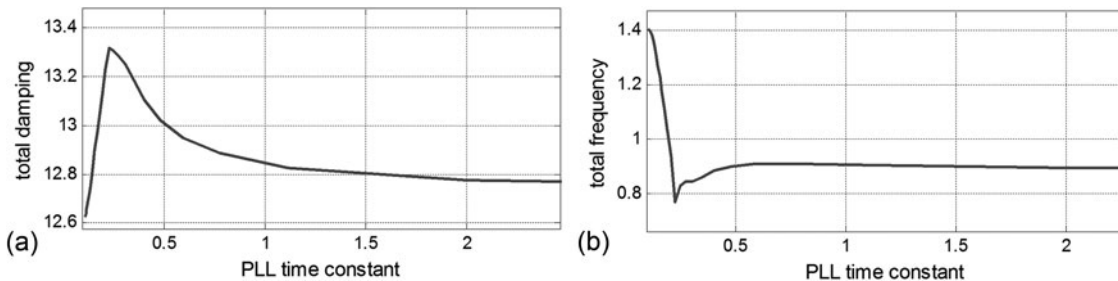 13.4
13.2
13
12.8
12.6
total damping
0.5
1
1.5
2
PLL time constant
(a)
1.4
1.2
1
0.8
total frequency
0.5
1
1.5
2
PLL time constant
(b)